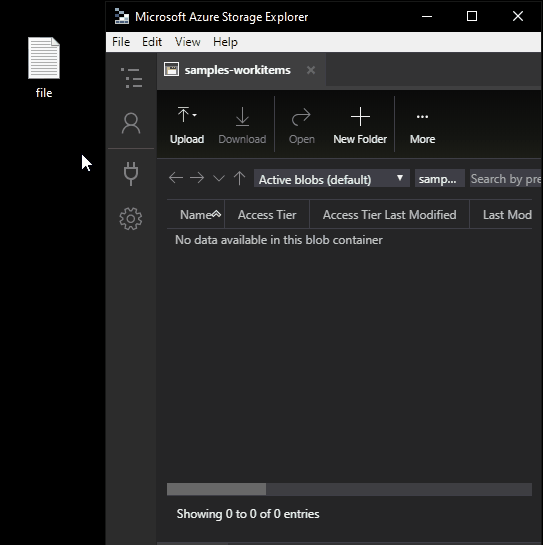 Microsoft Azure Storage Explorer
File Edit View Help
file
samples-workitems
Upload Download Open New Folder More
Active blobs (default) samp... Search by pre
Name Access Tier Access Tier Last Modified Last Mod
No data available in this blob container
Showing 0 to 0 of 0 entries